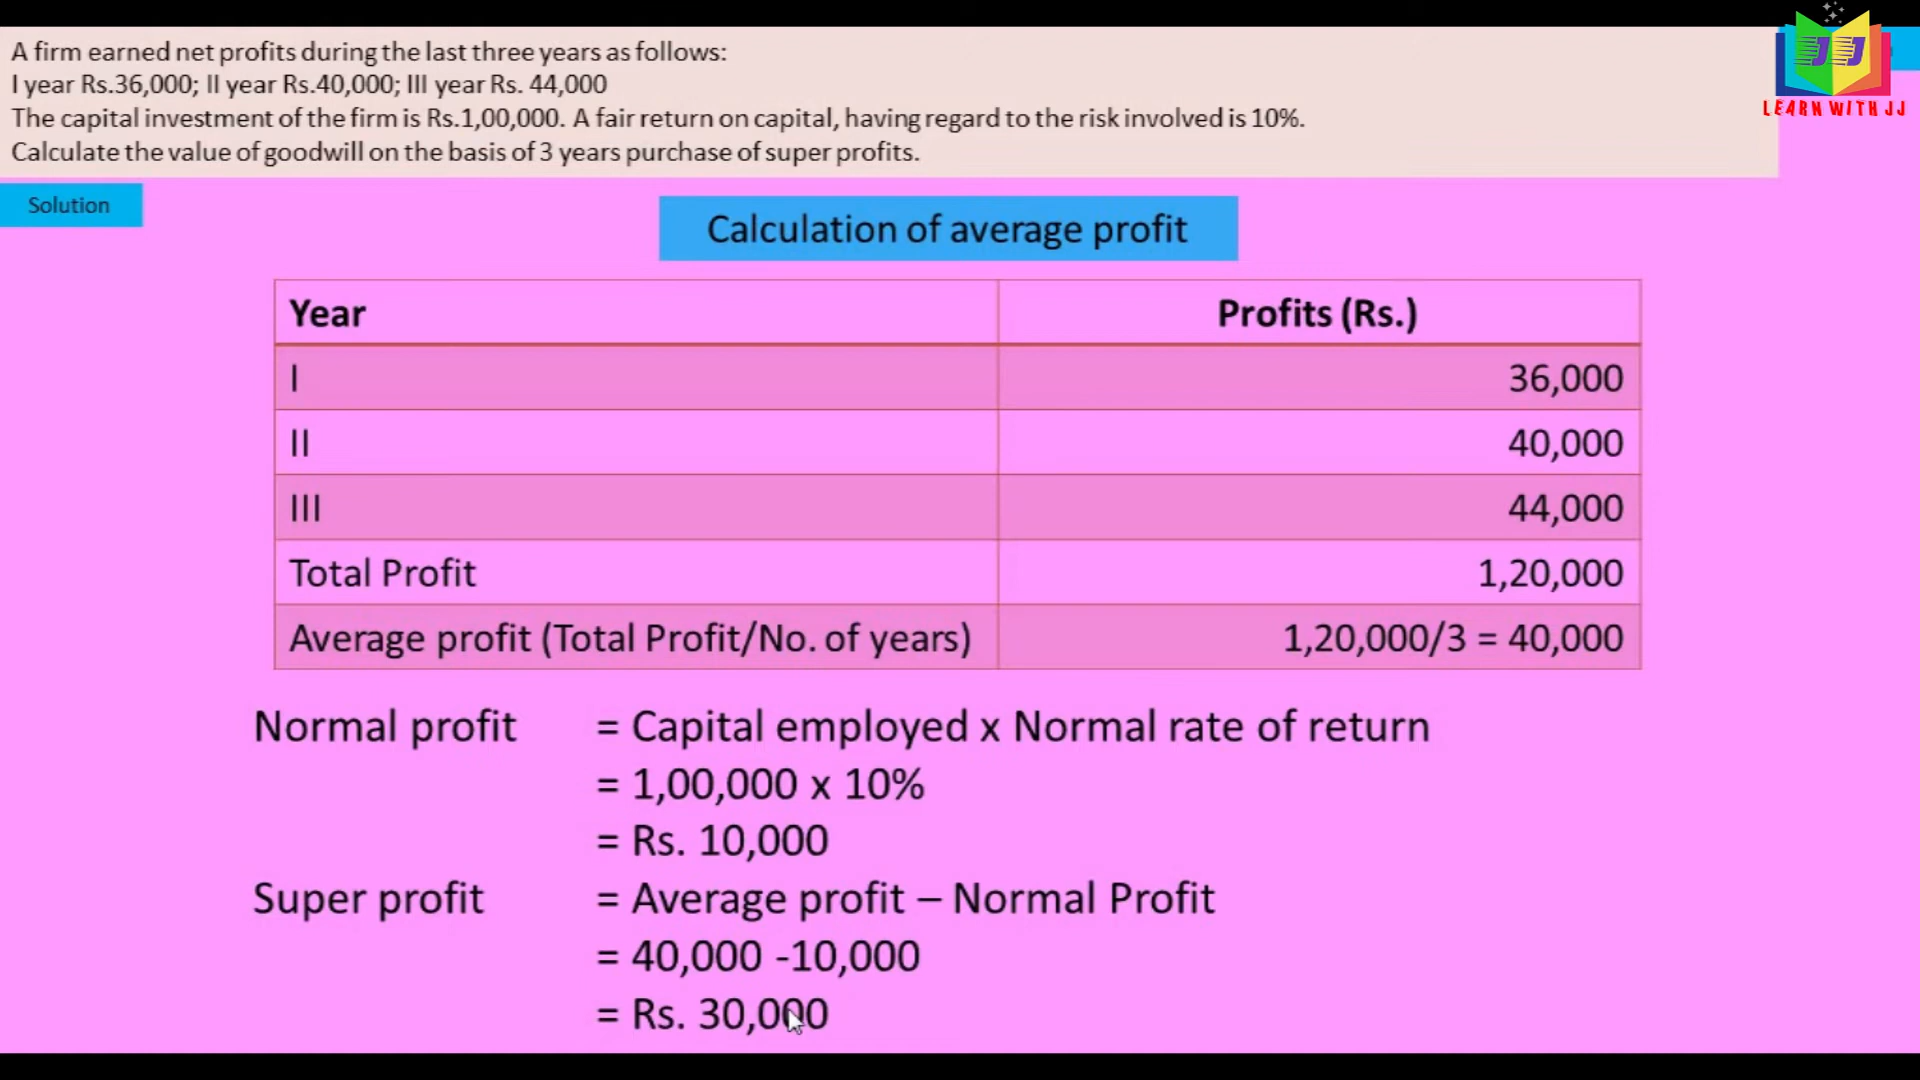 A firm earned net profits during the last three years as follows:
I year Rs.36,000; II year Rs.40,000; III year Rs. 44,000
The capital investment of the firm is Rs.1,00,000. A fair return on capital, having regard to the risk involved is 10%.
Calculate the value of goodwill on the basis of 3 years purchase of super profits.
JJ
LEARN WITH JJ
Solution
Calculation of average profit
Year Profits (Rs.)
I 36,000
II 40,000
III 44,000
Total Profit 1,20,000
Average profit (Total Profit/No. of years) 1,20,000/3 = 40,000
Normal profit = Capital employed x Normal rate of return
= 1,00,000 x 10%
= Rs. 10,000
Super profit = Average profit – Normal Profit
= 40,000 -10,000
= Rs. 30,000